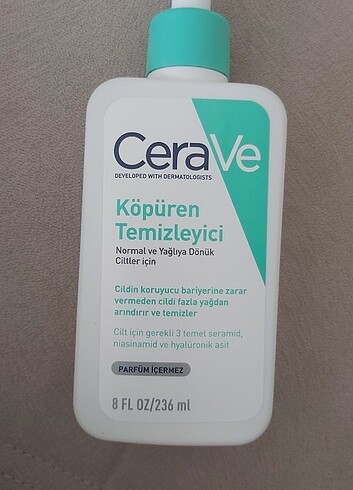 CeraVe
DEVELOPED WITH DERMATOLOGISTS
Köpüren
Temizleyici
Normal ve Yağlıya Dönük
Ciltler için
Cildin koruyucu bariyerine zarar
vermeden cildi fazla yağdan
arındırır ve temizler
Cilt için gerekli 3 temel seramid,
niasinamid ve hyalüronik asit
PARFÜM İÇERMEZ
8 FL OZ/236 ml